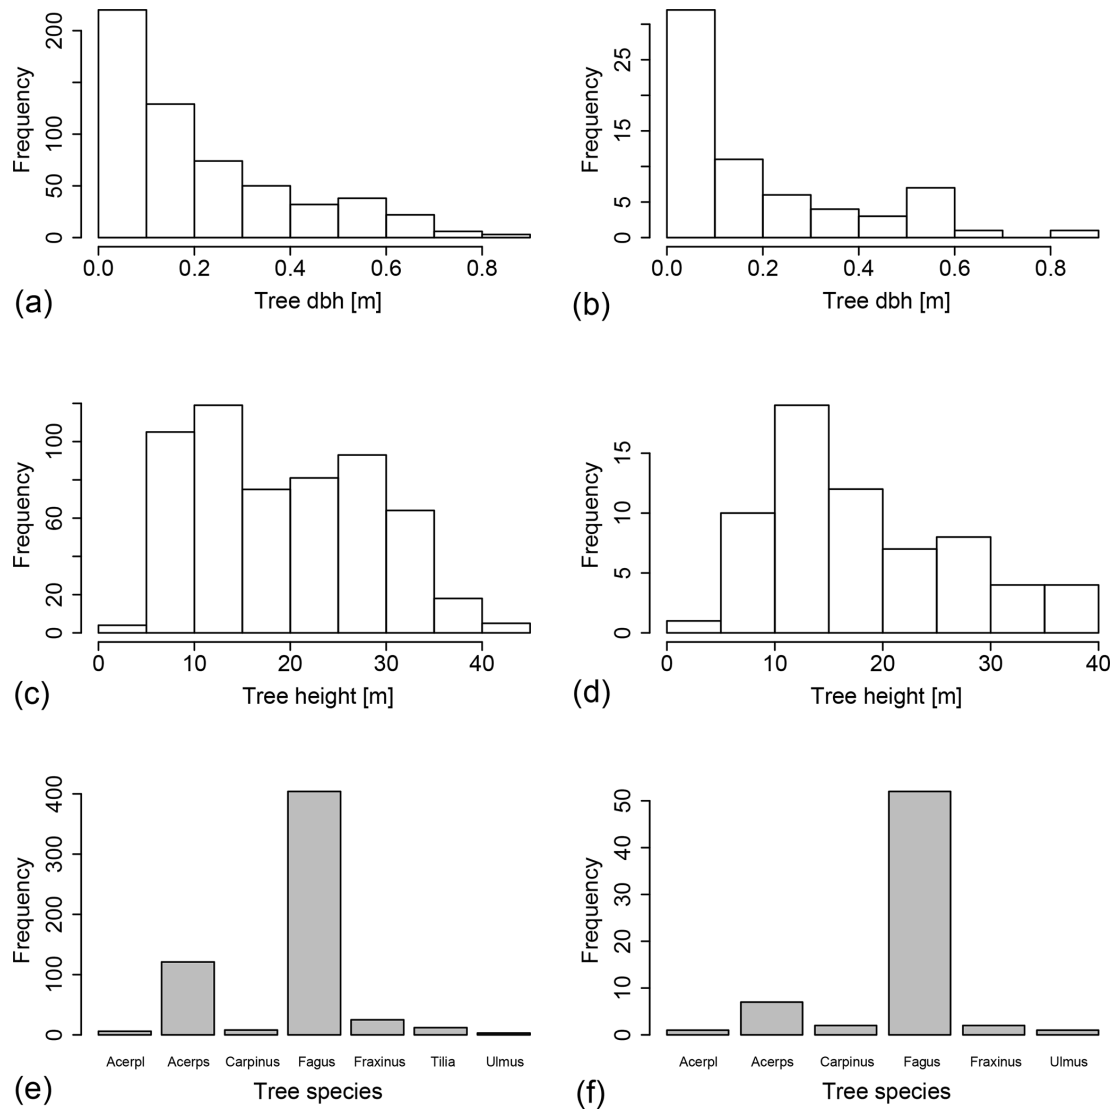 Frequency
0 50 100 200
0.0 0.2 0.4 0.6 0.8
Tree dbh [m]
(a)
Frequency
0 5 15 25
0.0 0.2 0.4 0.6 0.8
Tree dbh [m]
(b)
Frequency
0 20 60 100
0 10 20 30 40
Tree height [m]
(c)
Frequency
0 5 10 15
0 10 20 30 40
Tree height [m]
(d)
Frequency
0 100 200 300 400
Acerpl Acerps Carpinus Fagus Fraxinus Tilia Ulmus
Tree species
(e)
Frequency
0 10 20 30 40 50
Acerpl Acerps Carpinus Fagus Fraxinus Ulmus
Tree species
(f)